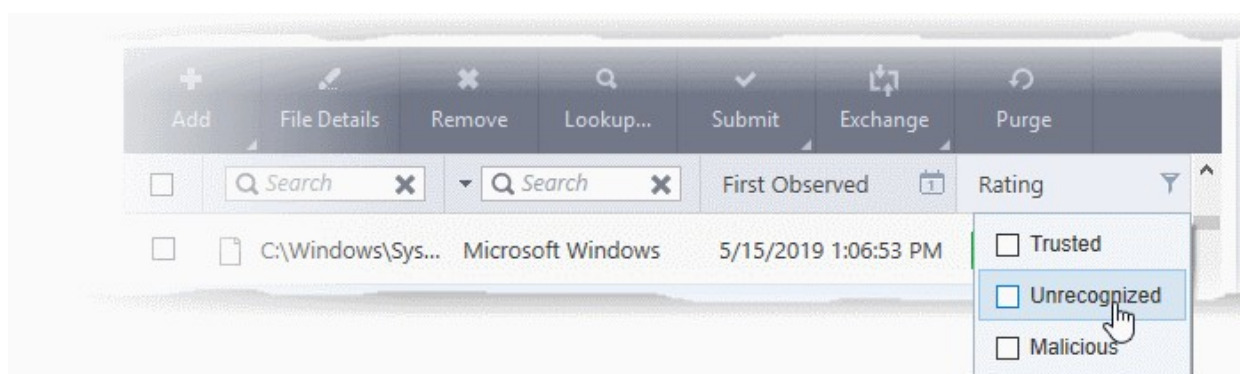 Add File Details Remove Lookup... Submit Exchange Purge
Search Search First Observed 1 Rating
C:\Windows\Sys... Microsoft Windows 5/15/2019 1:06:53 PM
Trusted
Unrecognized
Malicious